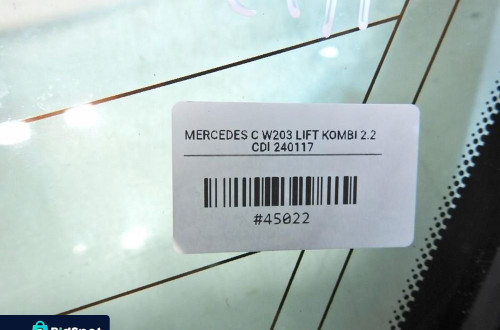 MERCEDES C W203 LIFT KOMBI 2.2
CDI 240117
#45022